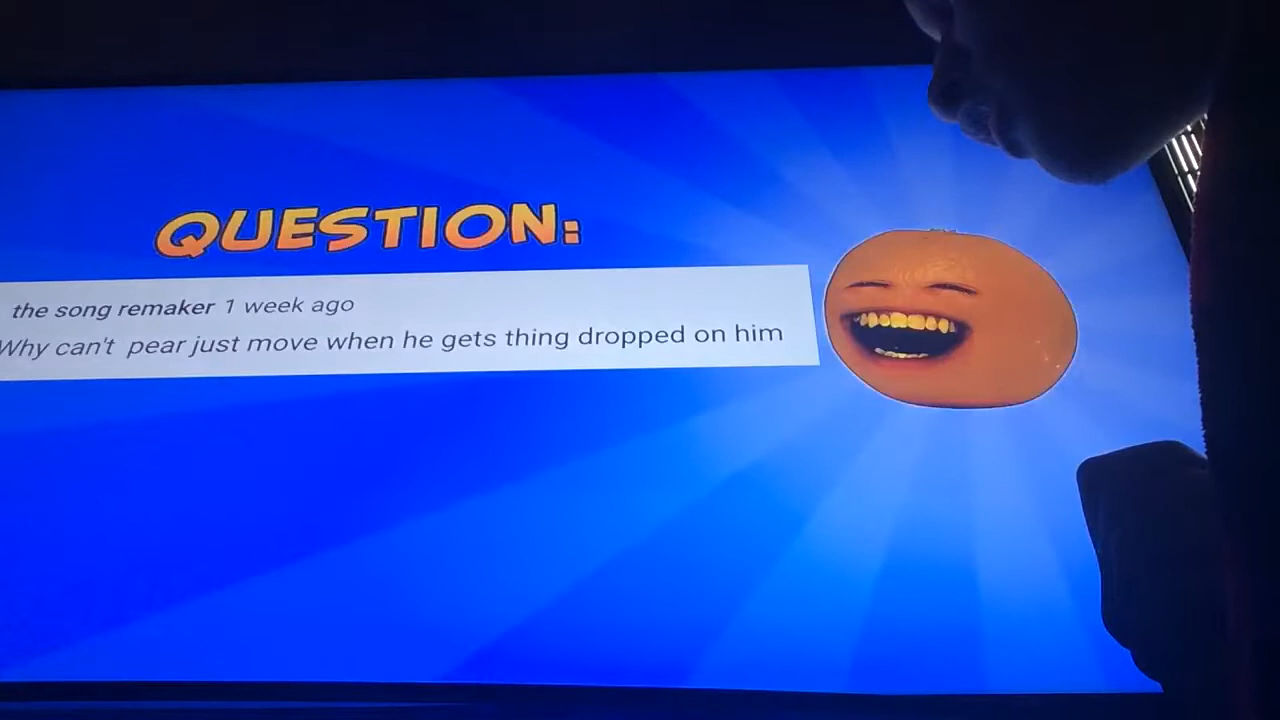 QUESTION:
the song remaker 1 week ago
Why can't pear just move when he gets thing dropped on him